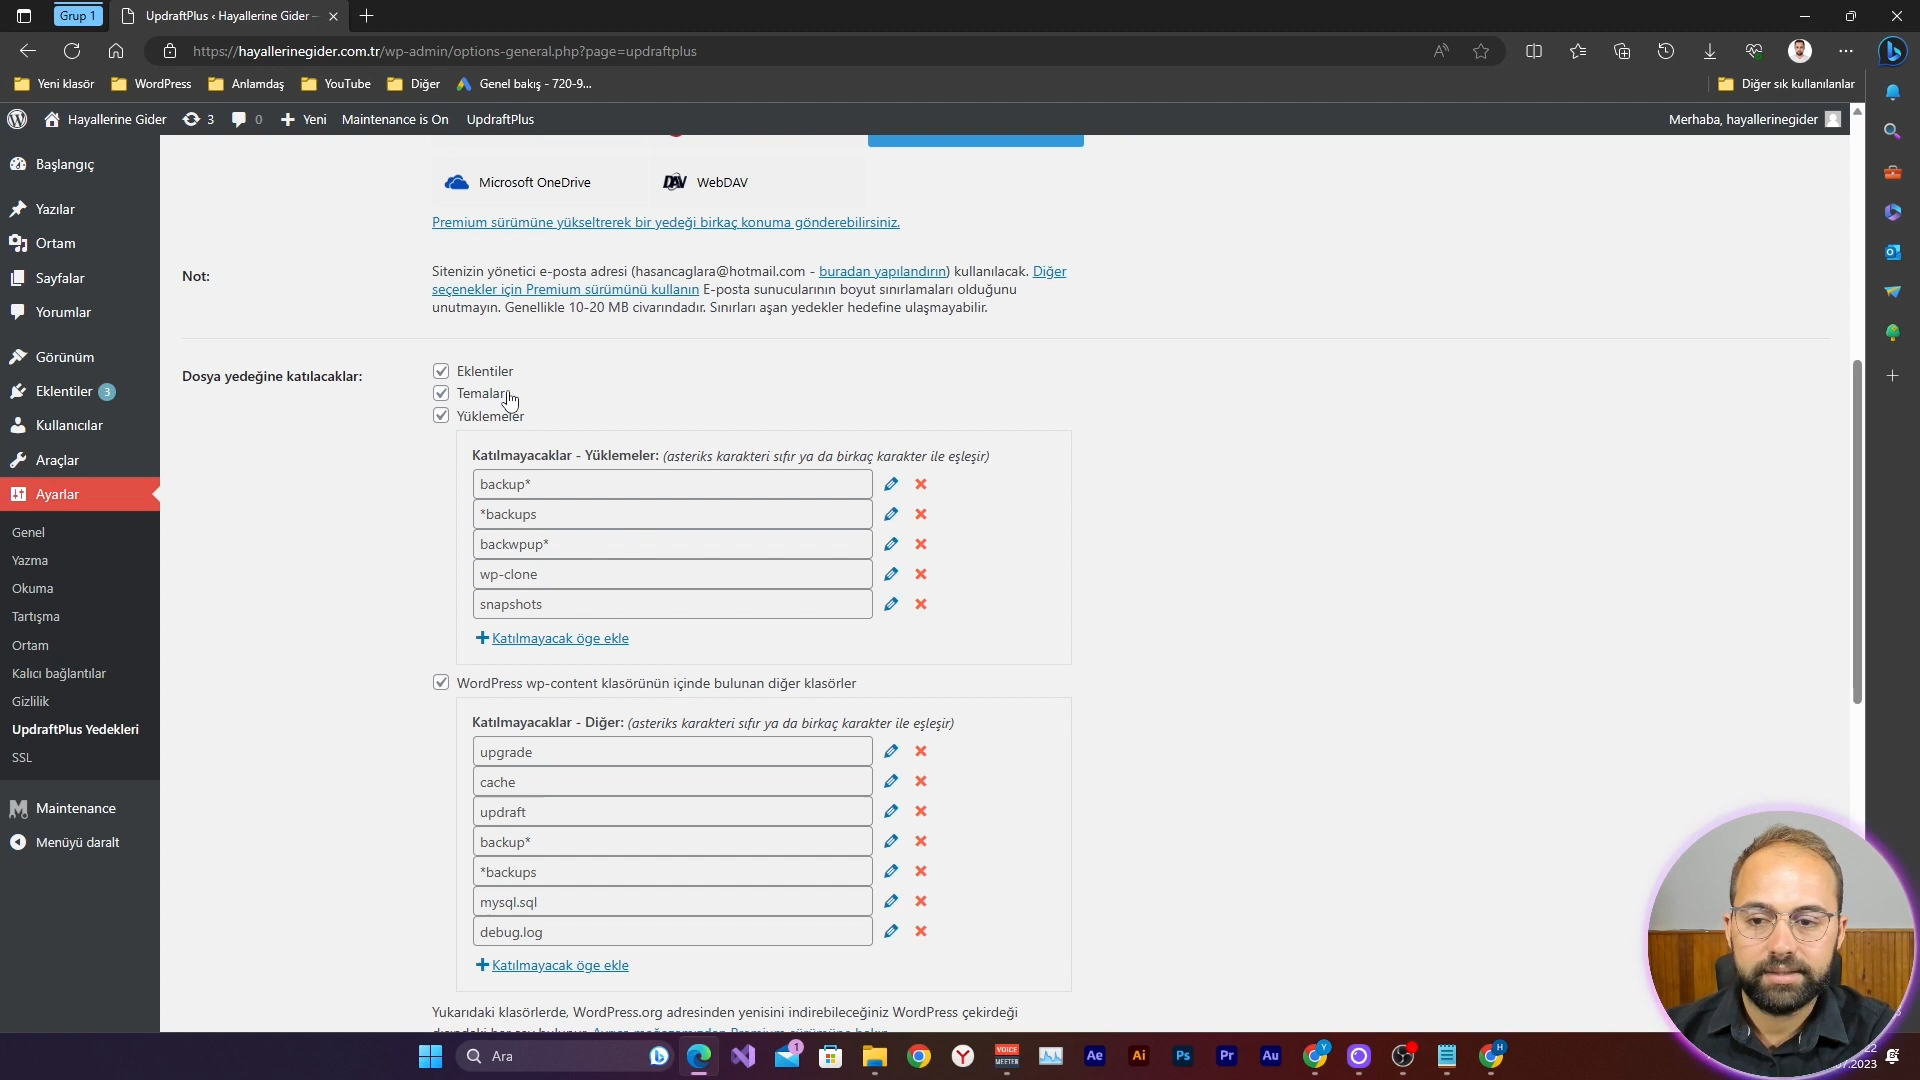 Grup 1
UpdraftPlus ‹ Hayallerine Gider
https://hayallerinegider.com.tr/wp-admin/options-general.php?page=updraftplus
Yeni klasör
WordPress
Anlamdaş
YouTube
Diğer
Genel bakış - 720-9...
Diğer sık kullanılanlar
Hayallerine Gider
3
0
Yeni
Maintenance is On
UpdraftPlus
Merhaba, hayallerinegider
Başlangıç
Yazılar
Ortam
Sayfalar
Yorumlar
Görünüm
Eklentiler 3
Kullanıcılar
Araçlar
Ayarlar
Genel
Yazma
Okuma
Tartışma
Ortam
Kalıcı bağlantılar
Gizlilik
UpdraftPlus Yedekleri
SSL
Maintenance
Menüyü daralt
Microsoft OneDrive
DAV WebDAV
Premium sürümüne yükseltrerek bir yedeği birkaç konuma gönderebilirsiniz.
Not:
Sitenizin yönetici e-posta adresi (hasancaglara@hotmail.com - buradan yapılandırın) kullanılacak. Diğer
seçenekler için Premium sürümünü kullanın E-posta sunucularının boyut sınırlamaları olduğunu
unutmayın. Genellikle 10-20 MB civarındadır. Sınırları aşan yedekler hedefine ulaşmayabilir.
Dosya yedeğine katılacaklar:
Eklentiler
Temalar
Yüklemeler
Katılmayacaklar - Yüklemeler: (asteriks karakteri sıfır ya da birkaç karakter ile eşleşir)
backup*
*backups
backwpup*
wp-clone
snapshots
Katılmayacak öge ekle
WordPress wp-content klasörünün içinde bulunan diğer klasörler
Katılmayacaklar - Diğer: (asteriks karakteri sıfır ya da birkaç karakter ile eşleşir)
upgrade
cache
updraft
backup*
*backups
mysql.sql
debug.log
Katılmayacak öge ekle
Yukarıdaki klasörlerde, WordPress.org adresinden yenisini indirebileceğiniz WordPress çekirdeği
Ara
1
VOICE
MEETER
Ae
Ai
Ps
Pr
Au
Y
H